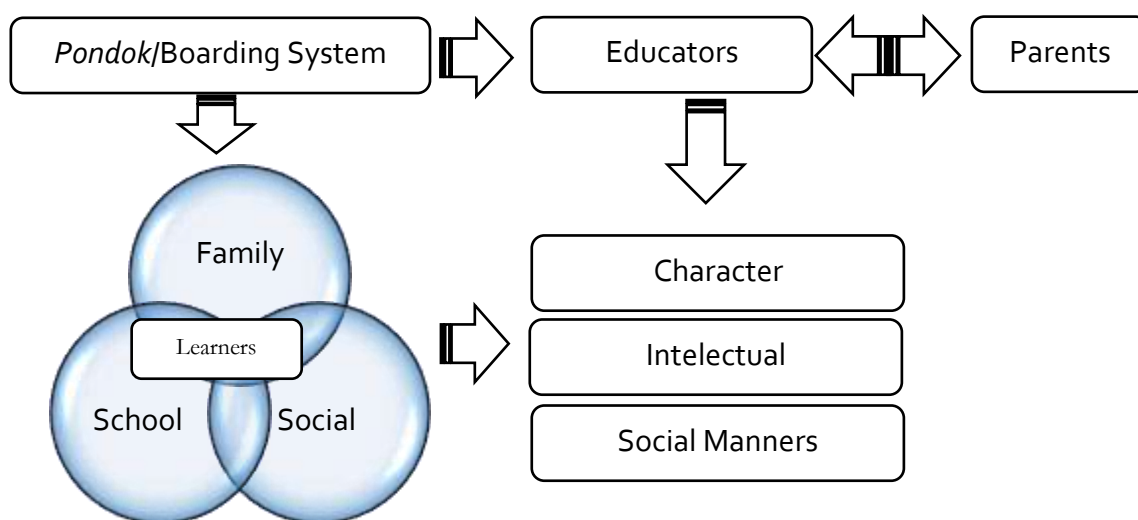 Pondok/Boarding System
Educators
Parents
Family
Learners
School
Social
Character
Intelectual
Social Manners